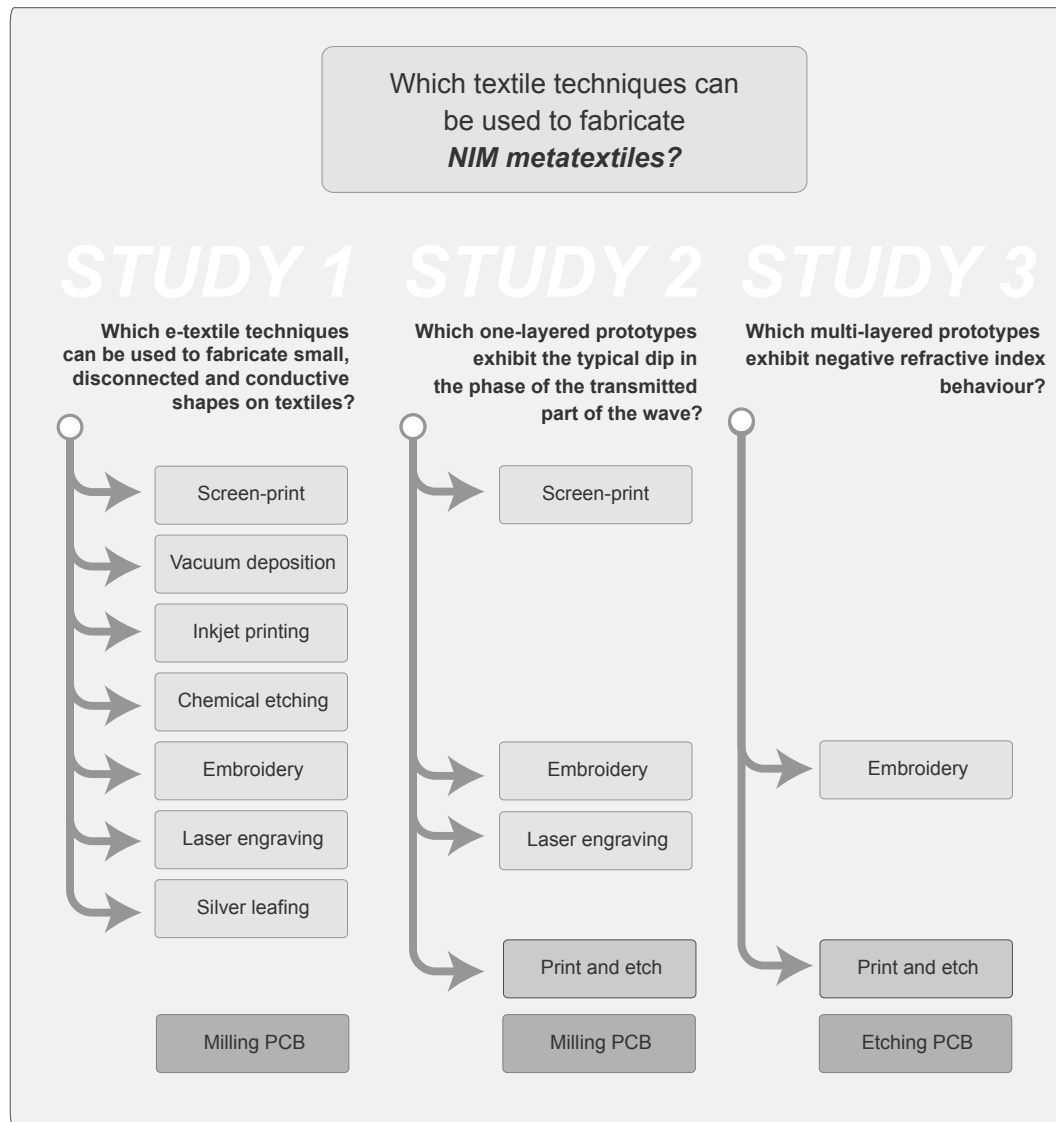 Which textile techniques can
be used to fabricate
NIM metatextiles?
STUDY 1
Which e-textile techniques
can be used to fabricate small,
disconnected and conductive
shapes on textiles?
Screen-print
Vacuum deposition
Inkjet printing
Chemical etching
Embroidery
Laser engraving
Silver leafing
Milling PCB
STUDY 2
Which one-layered prototypes
exhibit the typical dip in
the phase of the transmitted
part of the wave?
Screen-print
Embroidery
Laser engraving
Print and etch
Milling PCB
STUDY 3
Which multi-layered prototypes
exhibit negative refractive index
behaviour?
Embroidery
Print and etch
Etching PCB